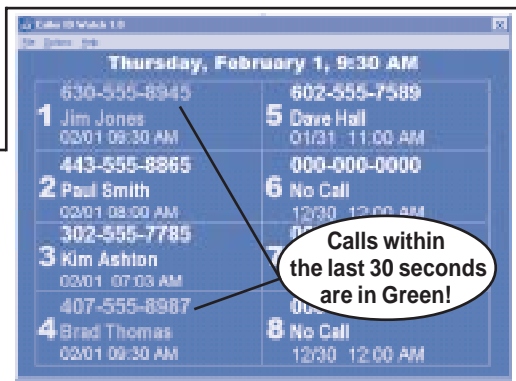 Caller ID Watch 1.0
File Options Help
Thursday, February 1, 9:30 AM
630-555-8945
1 Jim Jones
02/01 09:30 AM
443-555-8865
2 Paul Smith
02/01 08:00 AM
302-555-7785
3 Kim Ashton
02/01 07:03 AM
407-555-8987
4 Brad Thomas
02/01 09:30 AM
602-555-7589
5 Dave Hall
01/31 11:00 AM
000-000-0000
6 No Call
12/30 12:00 AM
8 No Call
12/30 12:00 AM
Calls within
the last 30 seconds
are in Green!